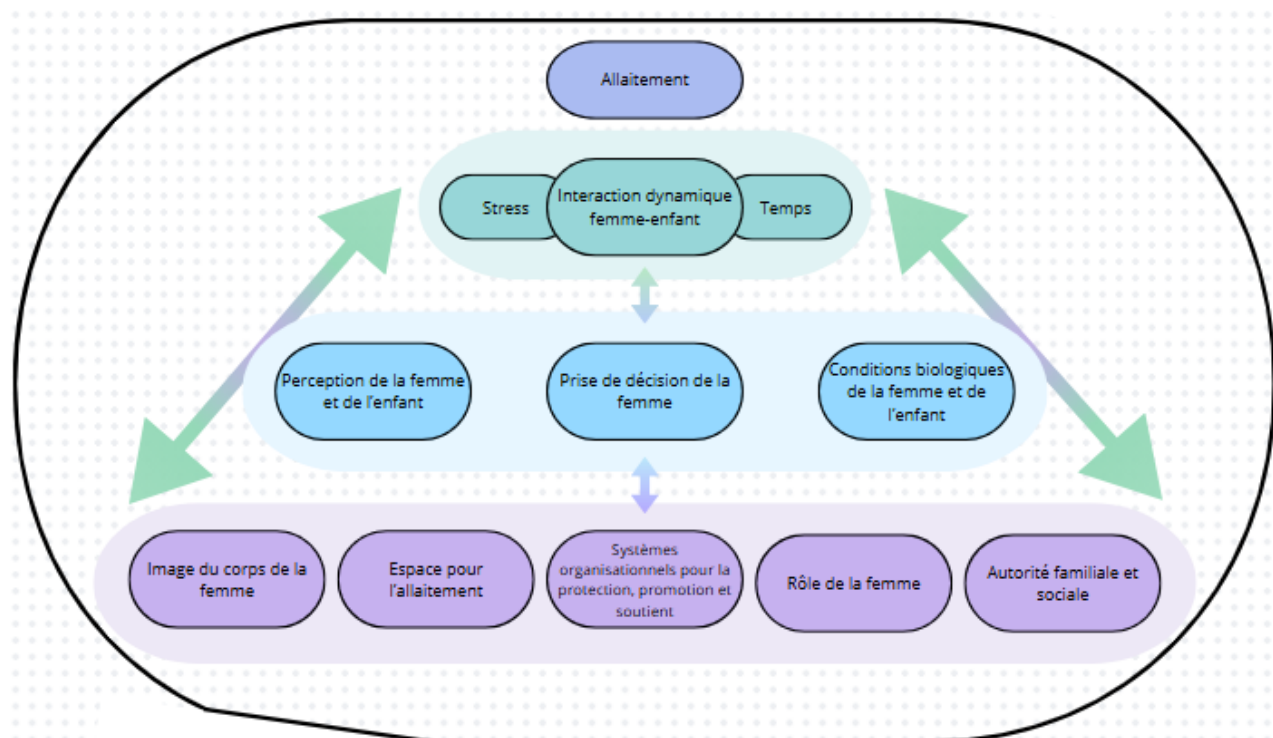 Allaitement
Stress
Interaction dynamique
femme-enfant
Temps
Perception de la femme
et de l'enfant
Prise de décision de la
femme
Conditions biologiques
de la femme et de
l'enfant
Image du corps de la
femme
Espace pour
l'allaitement
Systèmes
organisationnels pour la
protection, promotion et
soutient
Rôle de la femme
Autorité familiale et
sociale